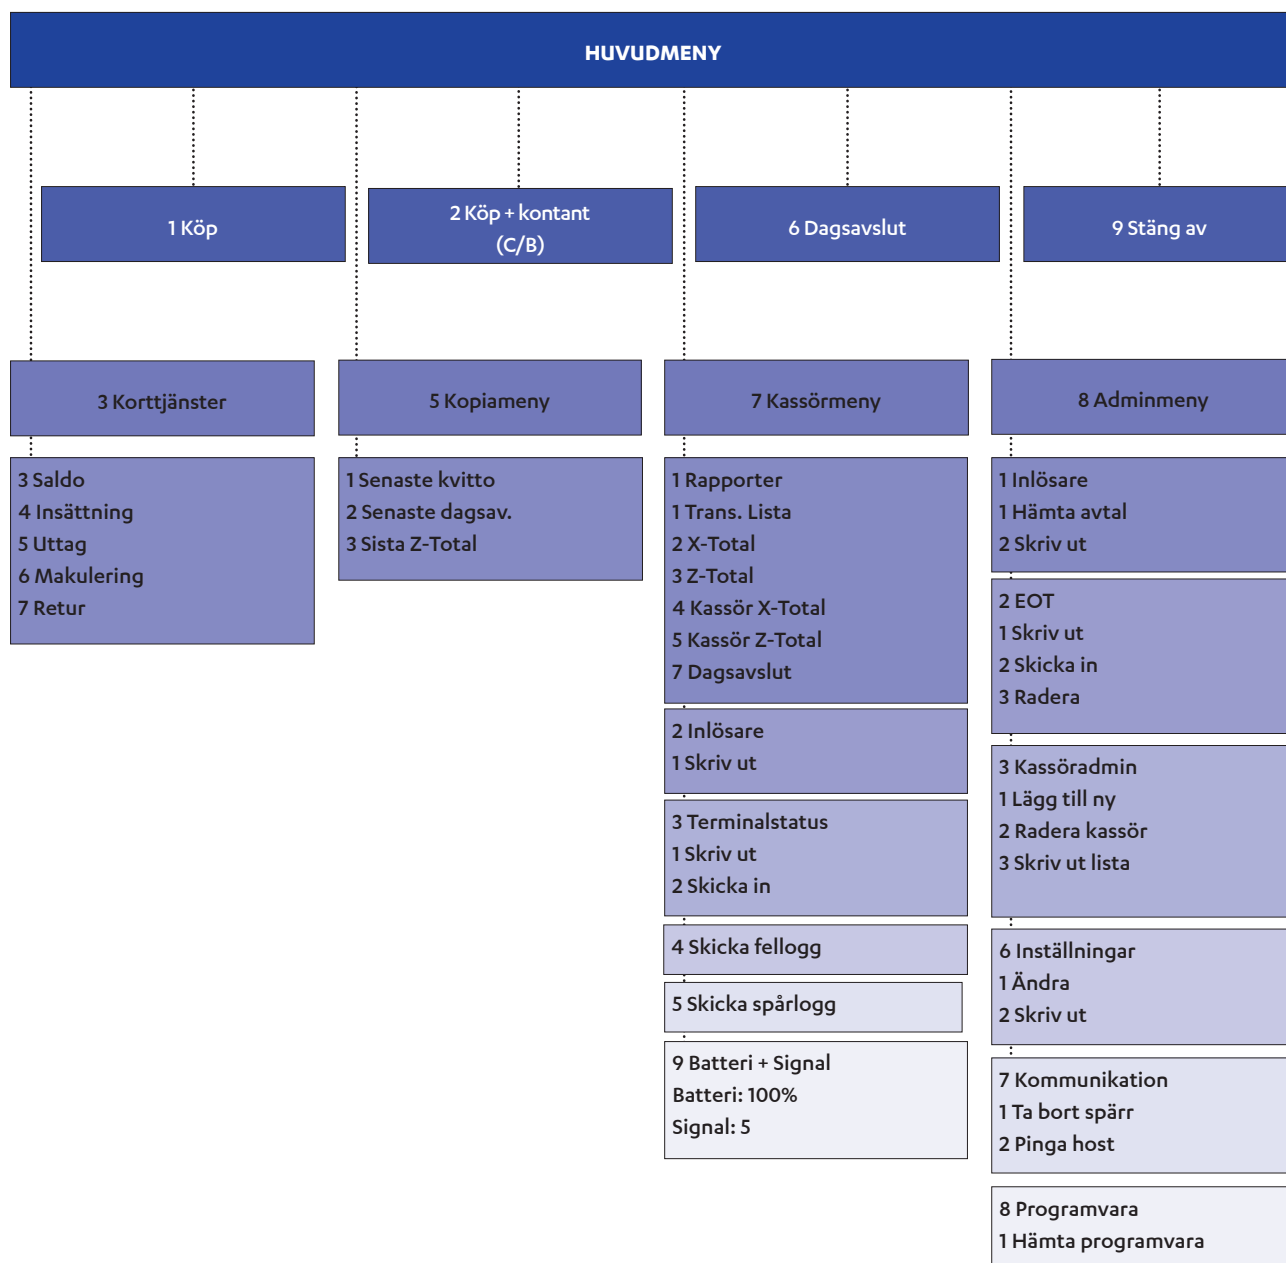 HUVUDMENY
1 Köp
2 Köp + kontant
(C/B)
6 Dagsavslut
9 Stäng av
3 Korttjänster
5 Kopiameny
7 Kassörmeny
8 Adminmeny
3 Saldo
4 Insättning
5 Uttag
6 Makulering
7 Retur
1 Senaste kvitto
2 Senaste dagsav.
3 Sista Z-Total
1 Rapporter
1 Trans. Lista
2 X-Total
3 Z-Total
4 Kassör X-Total
5 Kassör Z-Total
7 Dagsavslut
2 Inlösare
1 Skriv ut
3 Terminalstatus
1 Skriv ut
2 Skicka in
4 Skicka fellogg
5 Skicka spårlogg
9 Batteri + Signal
Batteri: 100%
Signal: 5
1 Inlösare
1 Hämta avtal
2 Skriv ut
2 EOT
1 Skriv ut
2 Skicka in
3 Radera
3 Kassöradmin
1 Lägg till ny
2 Radera kassör
3 Skriv ut lista
6 Inställningar
1 Ändra
2 Skriv ut
7 Kommunikation
1 Ta bort spärr
2 Pinga host
8 Programvara
1 Hämta programvara